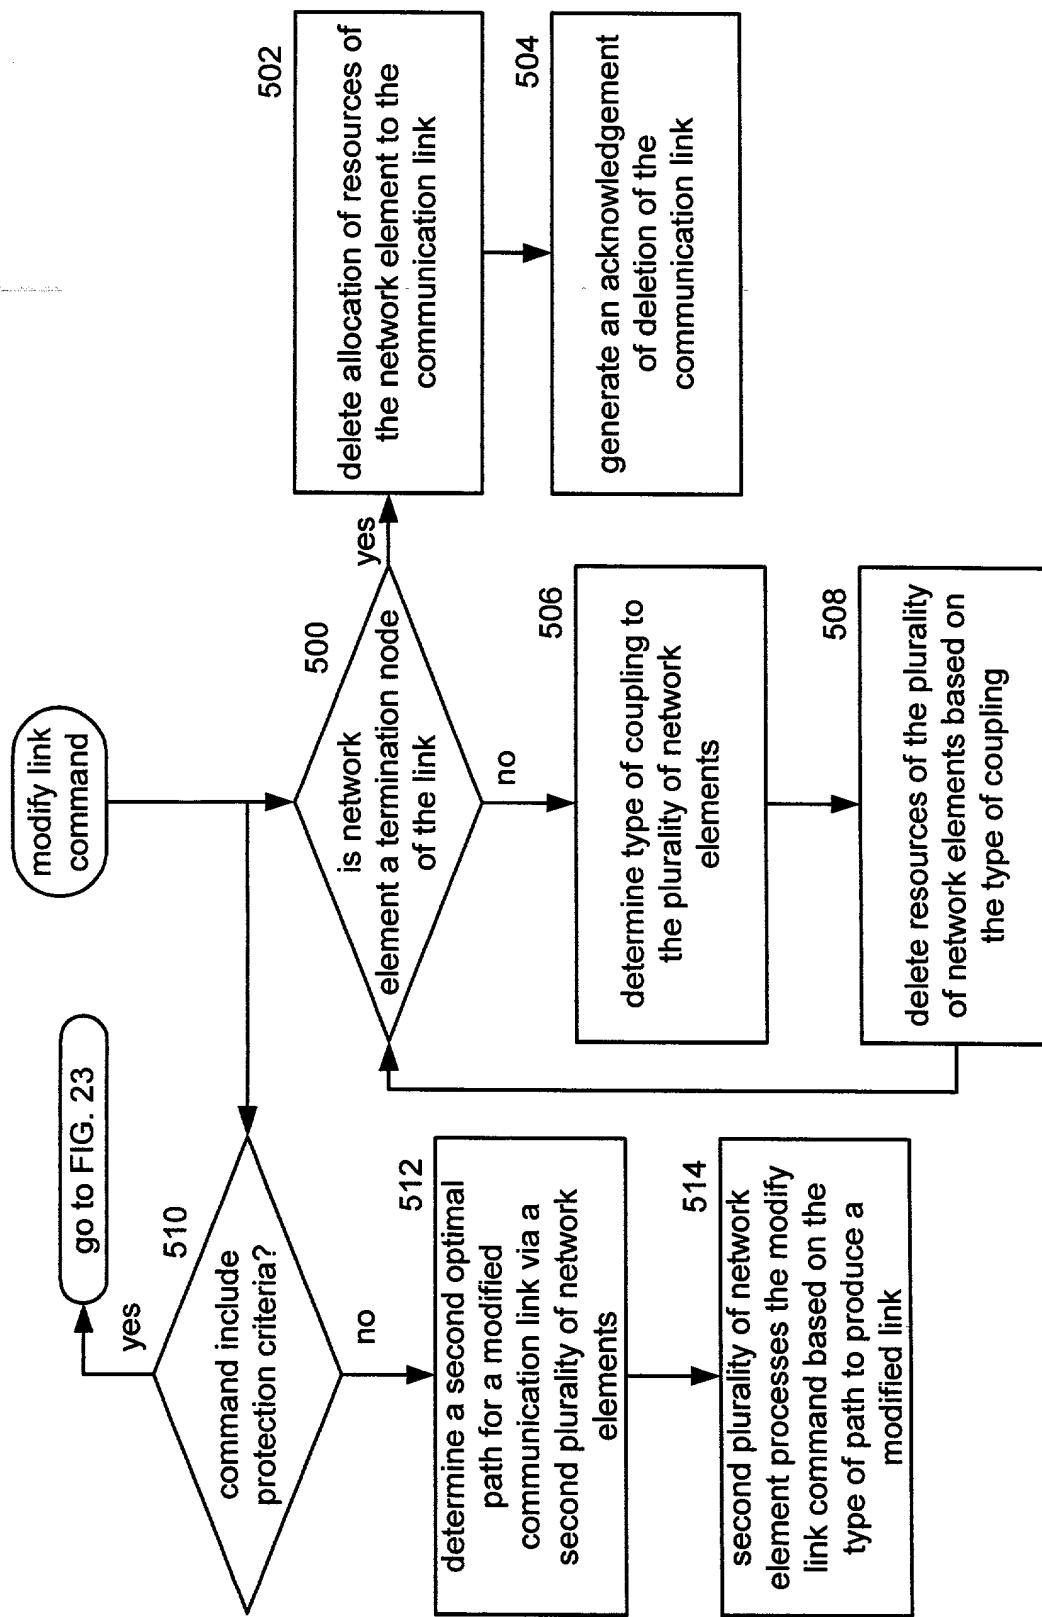 modify link
command
go to FIG. 23
yes
510
command include
protection criteria?
no
512
determine a second optimal
path for a modified
communication link via a
second plurality of network
elements
514
second plurality of network
element processes the modify
link command based on the
type of path to produce a
modified link
500
is network
element a termination node
of the link
yes
no
506
determine type of coupling to
the plurality of network
elements
508
delete resources of the plurality
of network elements based on
the type of coupling
502
delete allocation of resources of
the network element to the
communication link
504
generate an acknowledgement
of deletion of the
communication link